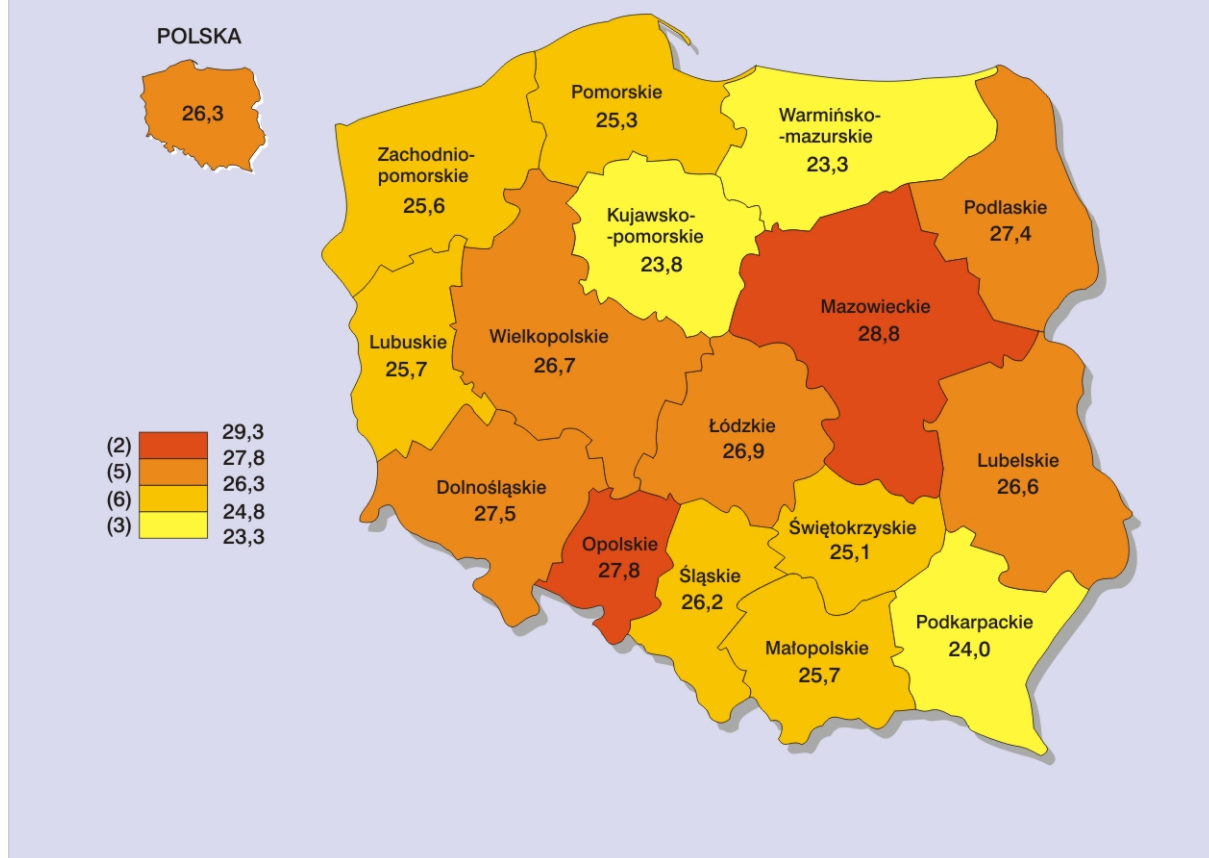 POLSKA
26,3
Pomorskie
25,3
Warmińsko-
-mazurskie
23,3
Zachodnio-
pomorskie
25,6
Podlaskie
27,4
Kujawsko-
-pomorskie
23,8
Mazowieckie
28,8
Wielkopolskie
26,7
Lubuskie
25,7
Łódzkie
26,9
Lubelskie
26,6
Dolnośląskie
27,5
Świętokrzyskie
25,1
Opolskie
27,8
Śląskie
26,2
Podkarpackie
24,0
Małopolskie
25,7
29,3
(2)
27,8
(5)
26,3
(6)
24,8
(3)
23,3